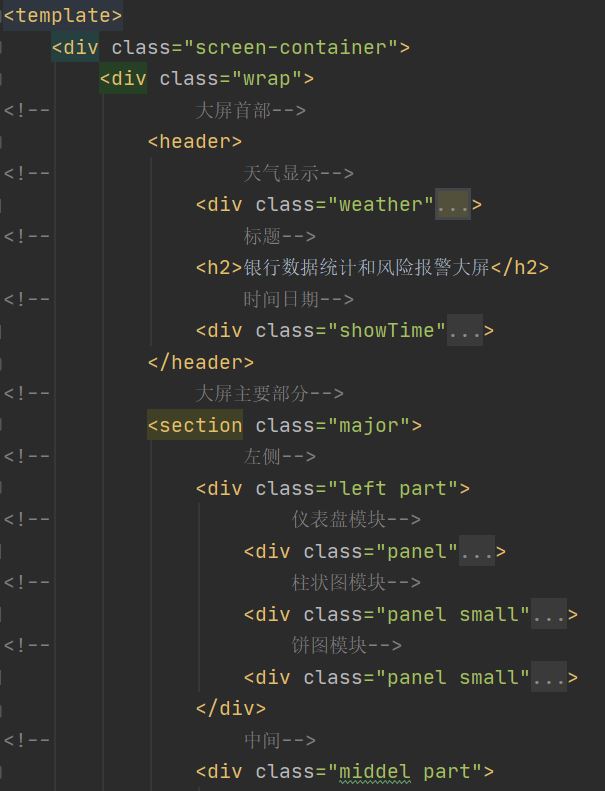 <template>
<div class="screen-container">
<div class="wrap">
<!-- 大屏首部-->
<header>
<!-- 天气显示-->
<div class="weather"...>
<!-- 标题-->
<h2>银行数据统计和风险报警大屏</h2>
<!-- 时间日期-->
<div class="showTime"...>
</header>
<!-- 大屏主要部分-->
<section class="major">
<!-- 左侧-->
<div class="left part">
<!-- 仪表盘模块-->
<div class="panel"...>
<!-- 柱状图模块-->
<div class="panel small"...>
<!-- 饼图模块-->
<div class="panel small"...>
</div>
<!-- 中间-->
<div class="middel part">